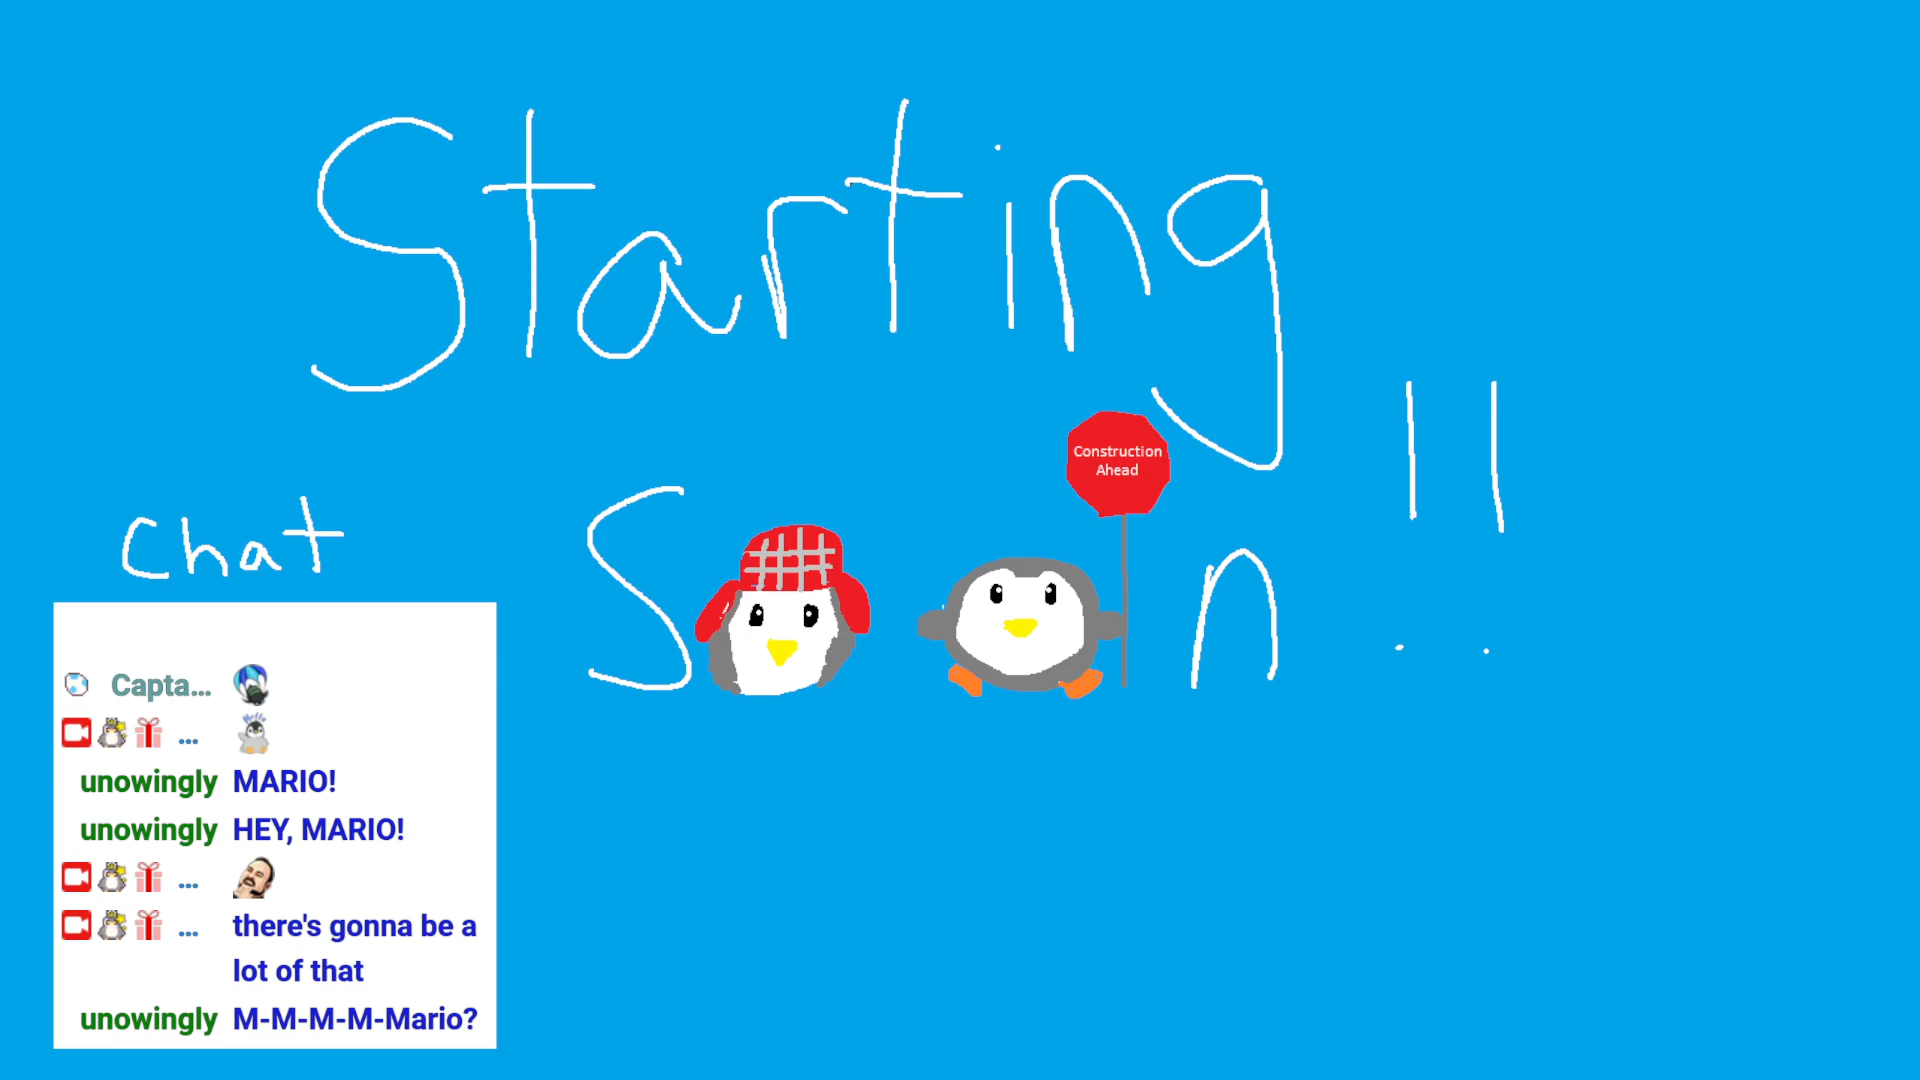 Starting
Soon!!
Construction
Ahead
Chat
Capta...
Hello
...
unowingly MARIO!
unowingly HEY, MARIO!
...
... there's gonna be a
lot of that
unowingly M-M-M-M-Mario?